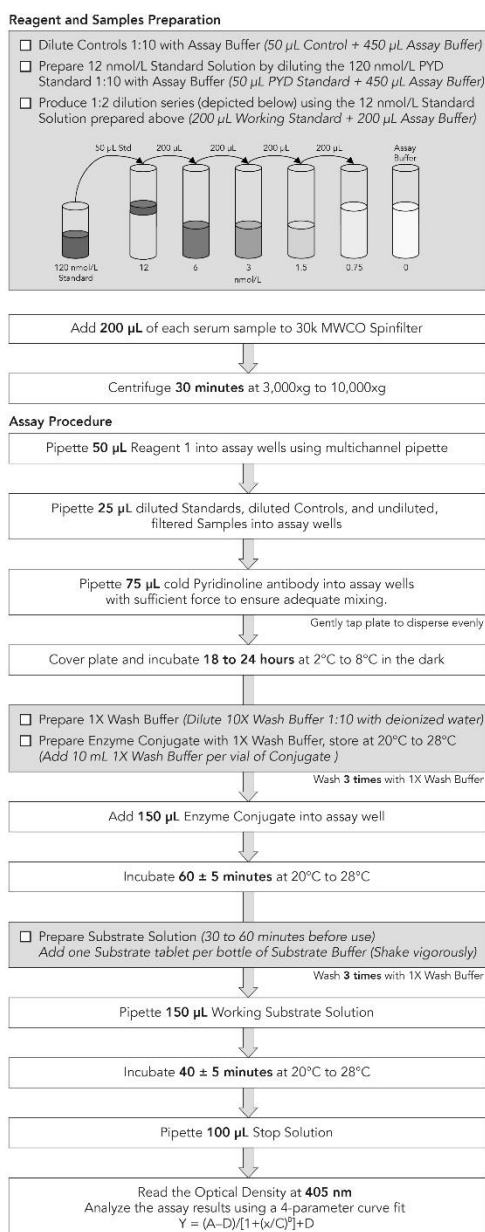 Reagent and Samples Preparation
☐ Dilute Controls 1:10 with Assay Buffer (50 µL Control + 450 µL Assay Buffer)
☐ Prepare 12 nmol/L Standard Solution by diluting the 120 nmol/L PYD
Standard 1:10 with Assay Buffer (50 µL PYD Standard + 450 µL Assay Buffer)
☐ Produce 1:2 dilution series (depicted below) using the 12 nmol/L Standard
Solution prepared above (200 µL Working Standard + 200 µL Assay Buffer)
50 µL Std 200 µL 200 µL 200 µL 200 µL Assay
Buffer
120 nmol/L 12 6 3 1.5 0.75 0
Standard nmol/L
Add 200 µL of each serum sample to 30k MWCO Spinfilter
Centrifuge 30 minutes at 3,000xg to 10,000xg
Assay Procedure
Pipette 50 µL Reagent 1 into assay wells using multichannel pipette
Pipette 25 µL diluted Standards, diluted Controls, and undiluted,
filtered Samples into assay wells
Pipette 75 µL cold Pyridinoline antibody into assay wells
with sufficient force to ensure adequate mixing.
Gently tap plate to disperse evenly
Cover plate and incubate 18 to 24 hours at 2°C to 8°C in the dark
☐ Prepare 1X Wash Buffer (Dilute 10X Wash Buffer 1:10 with deionized water)
☐ Prepare Enzyme Conjugate with 1X Wash Buffer, store at 20°C to 28°C
(Add 10 mL 1X Wash Buffer per vial of Conjugate )
Wash 3 times with 1X Wash Buffer
Add 150 µL Enzyme Conjugate into assay well
Incubate 60 ± 5 minutes at 20°C to 28°C
☐ Prepare Substrate Solution (30 to 60 minutes before use)
Add one Substrate tablet per bottle of Substrate Buffer (Shake vigorously)
Wash 3 times with 1X Wash Buffer
Pipette 150 µL Working Substrate Solution
Incubate 40 ± 5 minutes at 20°C to 28°C
Pipette 100 µL Stop Solution
Read the Optical Density at 405 nm
Analyze the assay results using a 4-parameter curve fit
Y = (A–D)/[1+(x/C)ᴮ]+D